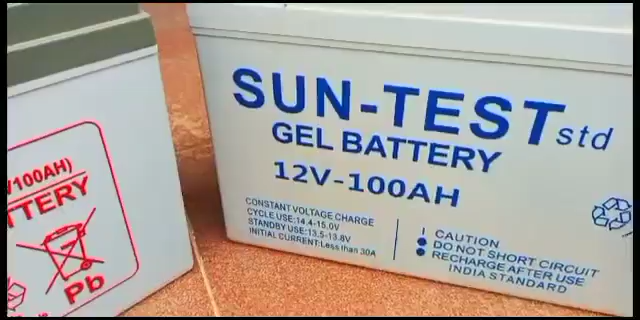 V100AH)
TTERY
Pb
SUN-TEST std
GEL BATTERY
12V-100AH
CONSTANT VOLTAGE CHARGE
CYCLE USE:14.4-15.0V
STANDBY USE:13.5-13.8V
INITIAL CURRENT:Less than 30A
CAUTION
DO NOT SHORT CIRCUIT
RECHARGE AFTER USE
INDIA STANDARD